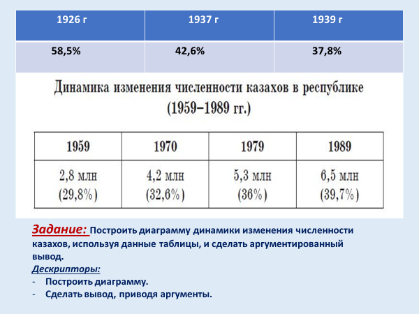 1926 г 1937 г 1939 г
58,5% 42,6% 37,8%
Динамика изменения численности казахов в республике
(1959–1989 гг.)
1959 1970 1979 1989
2,8 млн 4,2 млн 5,3 млн 6,5 млн
(29,8%) (32,6%) (36%) (39,7%)
Задание: Построить диаграмму динамики изменения численности
казахов, используя данные таблицы, и сделать аргументированный
вывод.
Дескрипторы:
- Построить диаграмму.
- Сделать вывод, приводя аргументы.